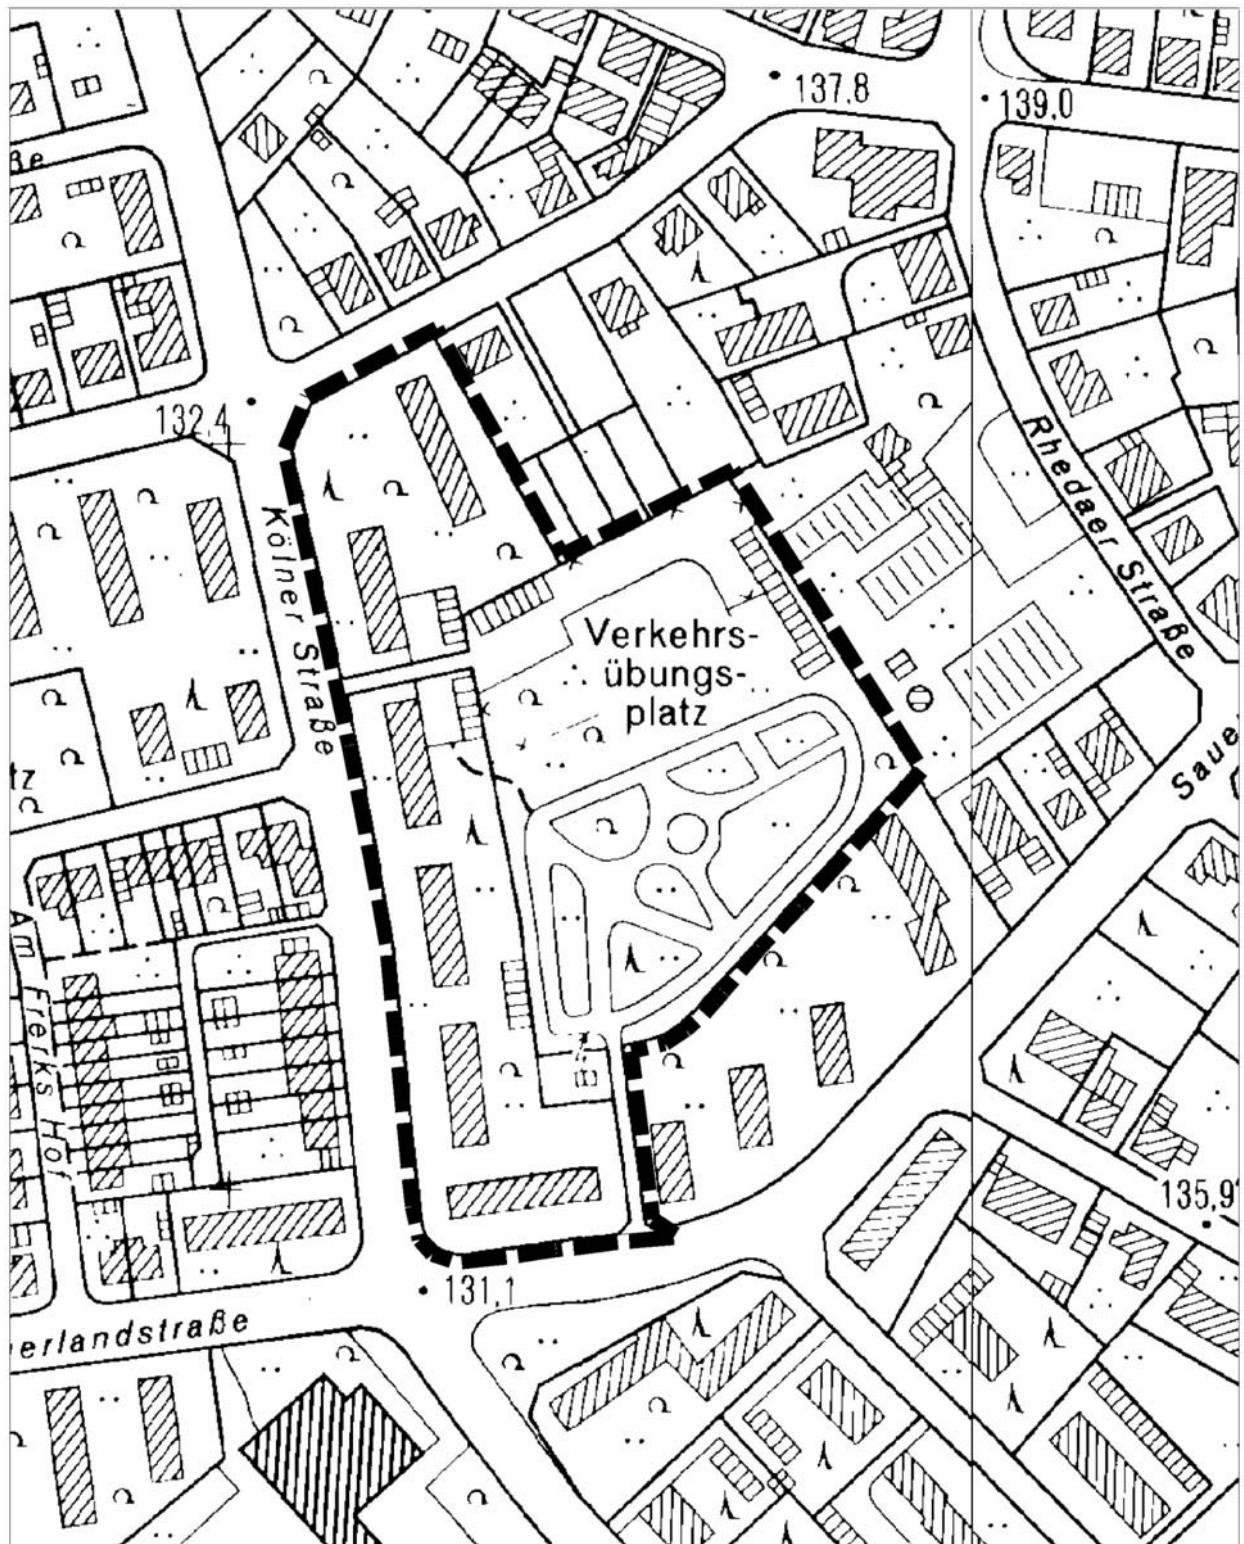 137,8
139,0
ße
132,4
Rhedaer Straße
Kölner Straße
Verkehrs-
übungs-
platz
tz
Saue
Am Frerks Hof
135,9
131,1
erlandstraße